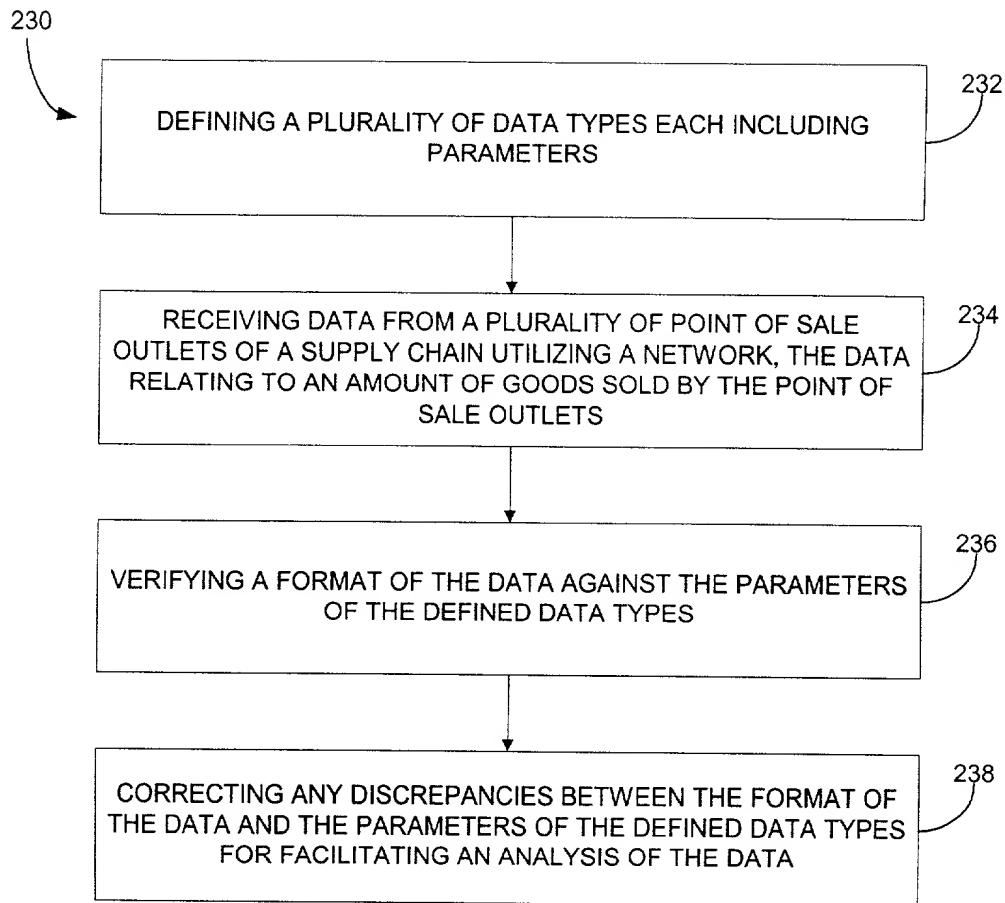 230
232
DEFINING A PLURALITY OF DATA TYPES EACH INCLUDING
PARAMETERS
234
RECEIVING DATA FROM A PLURALITY OF POINT OF SALE
OUTLETS OF A SUPPLY CHAIN UTILIZING A NETWORK, THE DATA
RELATING TO AN AMOUNT OF GOODS SOLD BY THE POINT OF
SALE OUTLETS
236
VERIFYING A FORMAT OF THE DATA AGAINST THE PARAMETERS
OF THE DEFINED DATA TYPES
238
CORRECTING ANY DISCREPANCIES BETWEEN THE FORMAT OF
THE DATA AND THE PARAMETERS OF THE DEFINED DATA TYPES
FOR FACILITATING AN ANALYSIS OF THE DATA